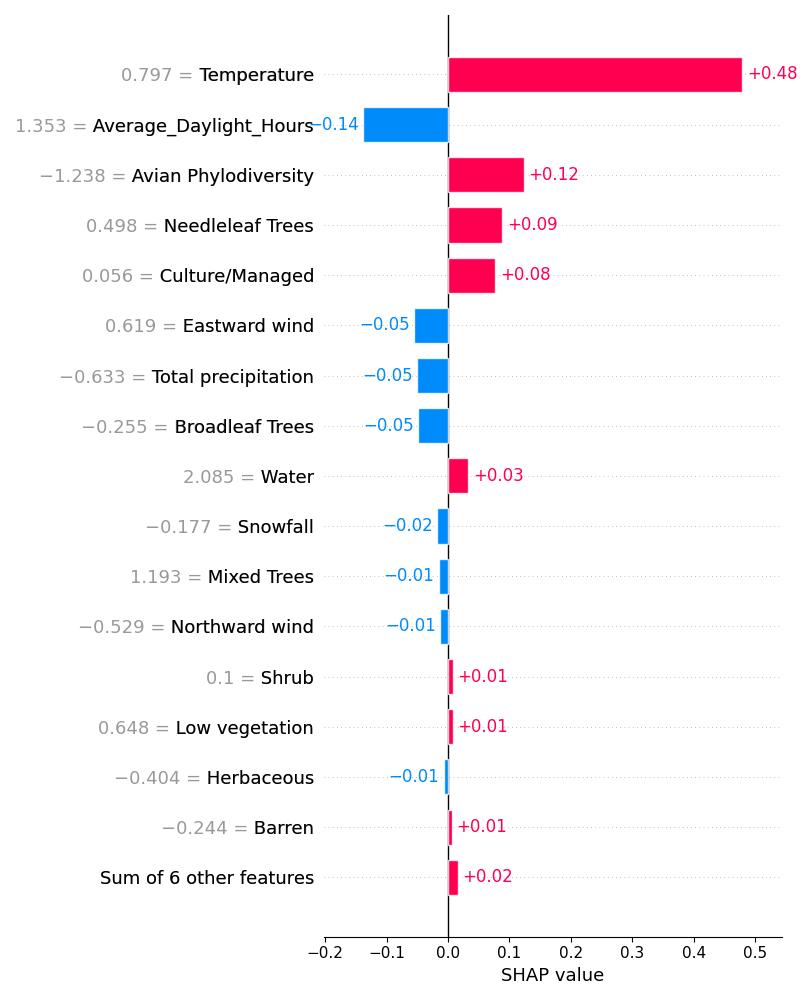 0.797 = Temperature +0.48
1.353 = Average_Daylight_Hours −0.14
−1.238 = Avian Phylodiversity +0.12
0.498 = Needleleaf Trees +0.09
0.056 = Culture/Managed +0.08
0.619 = Eastward wind −0.05
−0.633 = Total precipitation −0.05
−0.255 = Broadleaf Trees −0.05
2.085 = Water +0.03
−0.177 = Snowfall −0.02
1.193 = Mixed Trees −0.01
−0.529 = Northward wind −0.01
0.1 = Shrub +0.01
0.648 = Low vegetation +0.01
−0.404 = Herbaceous −0.01
−0.244 = Barren +0.01
Sum of 6 other features +0.02
−0.2 −0.1 0.0 0.1 0.2 0.3 0.4 0.5
SHAP value